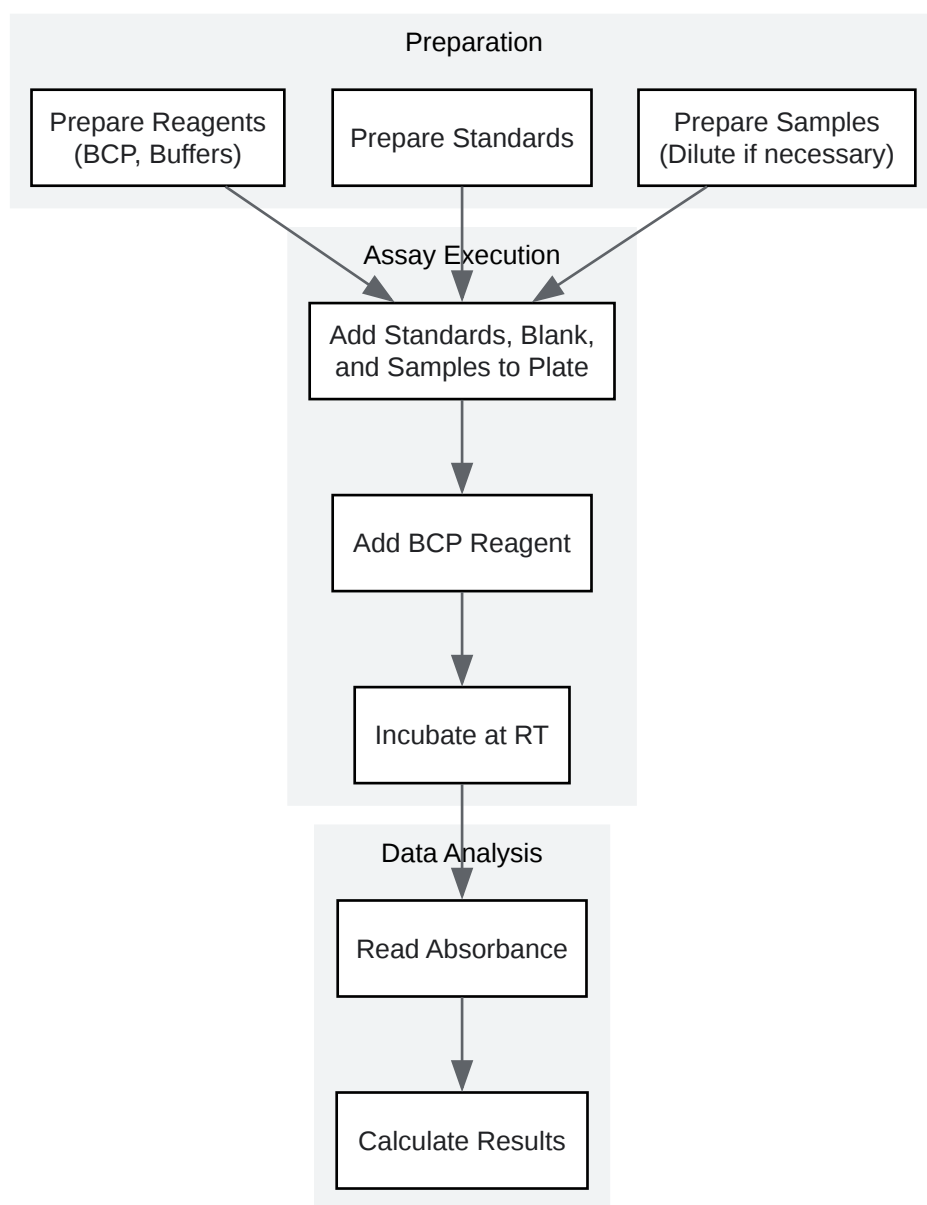 Preparation
Prepare Reagents
(BCP, Buffers)
Prepare Standards
Prepare Samples
(Dilute if necessary)
Assay Execution
Add Standards, Blank,
and Samples to Plate
Add BCP Reagent
Incubate at RT
Data Analysis
Read Absorbance
Calculate Results